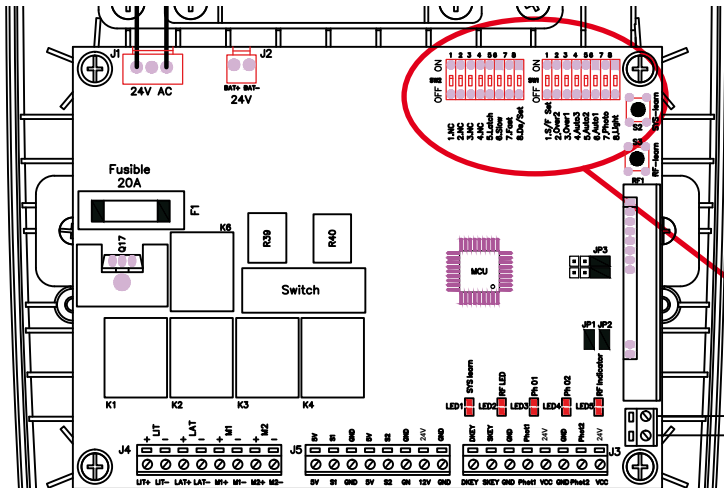 J1
24V AC
J2
BAT+ BAT-
24V
1 2 3 4 5 6 7 8
ON
SW2
OFF
1.NC
2.NC
3.NC
4.NC
5.Latch
6.Slow
7.Fast
8.Ds/Set
1 2 3 4 5 6 7 8
ON
SW1
OFF
1.S/F Set
2.Over2
3.Over1
4.Auto3
5.Auto2
6.Auto1
7.Photo
8.Light
SYS-learn
S2
RF-learn
RF1
Fusible
20A
F1
Q17
K6
R39
R40
Switch
MCU
JP3
JP1 JP2
K1
K2
K3
K4
SYS learn
RF LED
Ph 01
Ph 02
RF Indicator
LED1
LED2
LED3
LED4
LED5
LIT
LAT
M1
M2
+ - + - + - + -
J4
LIT+ LIT- LAT+ LAT- M1+ M1- M2+ M2-
5V S1 GND 5V S2 GND 24V GND
J5
5V S1 GND 5V S2 GN 12V GND
DKEY SKEY GND Phot1 24V GND Phot2 24V
J3
DKEY SKEY GND Phot1 VCC GND Phot2 VCC